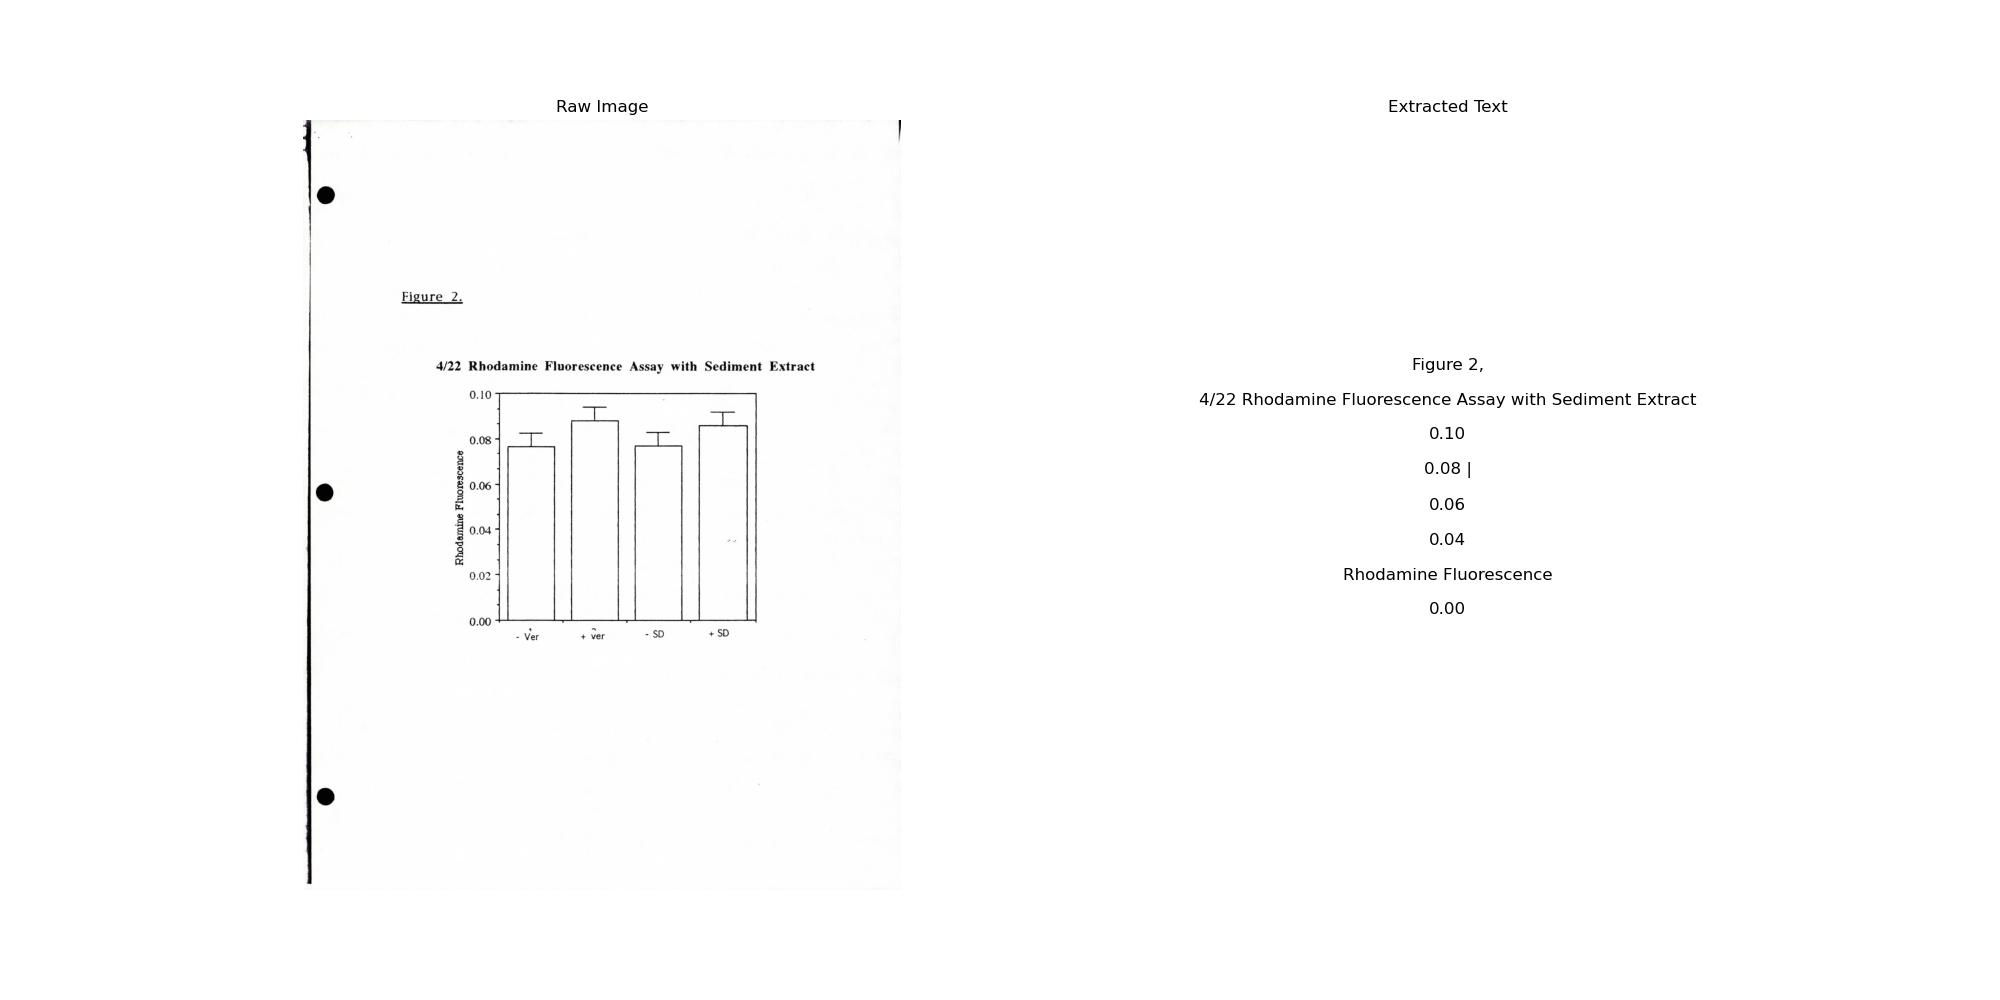 Raw Image
Extracted Text
Figure 2.
4/22 Rhodamine Fluorescence Assay with Sediment Extract
0.10
0.08
0.06
0.04
0.02
0.00
Rhodamine Fluorescence
- Ver
+ Ver
- SD
+ SD
Figure 2,
4/22 Rhodamine Fluorescence Assay with Sediment Extract
0.10
0.08 |
0.06
0.04
Rhodamine Fluorescence
0.00